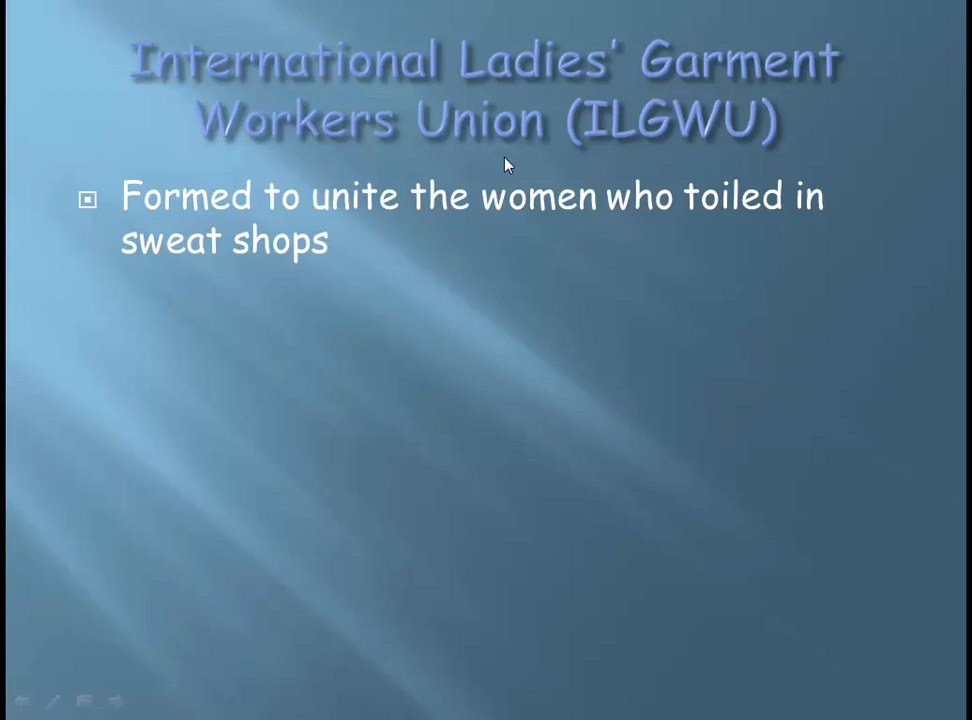 International Ladies’ Garment
Workers Union (ILGWU)
Formed to unite the women who toiled in
sweat shops